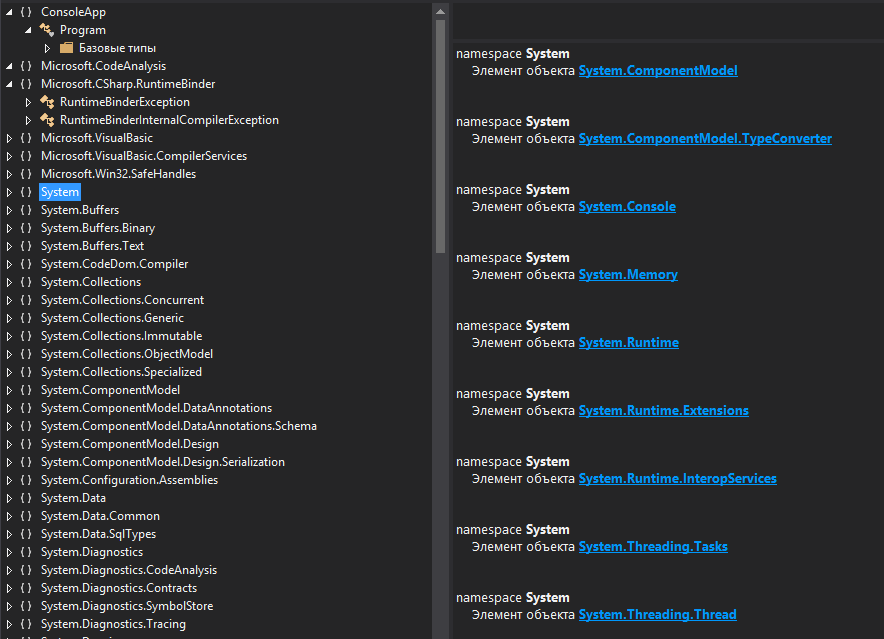 { } ConsoleApp
Program
Базовые типы
{ } Microsoft.CodeAnalysis
{ } Microsoft.CSharp.RuntimeBinder
RuntimeBinderException
RuntimeBinderInternalCompilerException
{ } Microsoft.VisualBasic
{ } Microsoft.VisualBasic.CompilerServices
{ } Microsoft.Win32.SafeHandles
{ } System
{ } System.Buffers
{ } System.Buffers.Binary
{ } System.Buffers.Text
{ } System.CodeDom.Compiler
{ } System.Collections
{ } System.Collections.Concurrent
{ } System.Collections.Generic
{ } System.Collections.Immutable
{ } System.Collections.ObjectModel
{ } System.Collections.Specialized
{ } System.ComponentModel
{ } System.ComponentModel.DataAnnotations
{ } System.ComponentModel.DataAnnotations.Schema
{ } System.ComponentModel.Design
{ } System.ComponentModel.Design.Serialization
{ } System.Configuration.Assemblies
{ } System.Data
{ } System.Data.Common
{ } System.Data.SqlTypes
{ } System.Diagnostics
{ } System.Diagnostics.CodeAnalysis
{ } System.Diagnostics.Contracts
{ } System.Diagnostics.SymbolStore
{ } System.Diagnostics.Tracing
namespace System
Элемент объекта System.ComponentModel
namespace System
Элемент объекта System.ComponentModel.TypeConverter
namespace System
Элемент объекта System.Console
namespace System
Элемент объекта System.Memory
namespace System
Элемент объекта System.Runtime
namespace System
Элемент объекта System.Runtime.Extensions
namespace System
Элемент объекта System.Runtime.InteropServices
namespace System
Элемент объекта System.Threading.Tasks
namespace System
Элемент объекта System.Threading.Thread